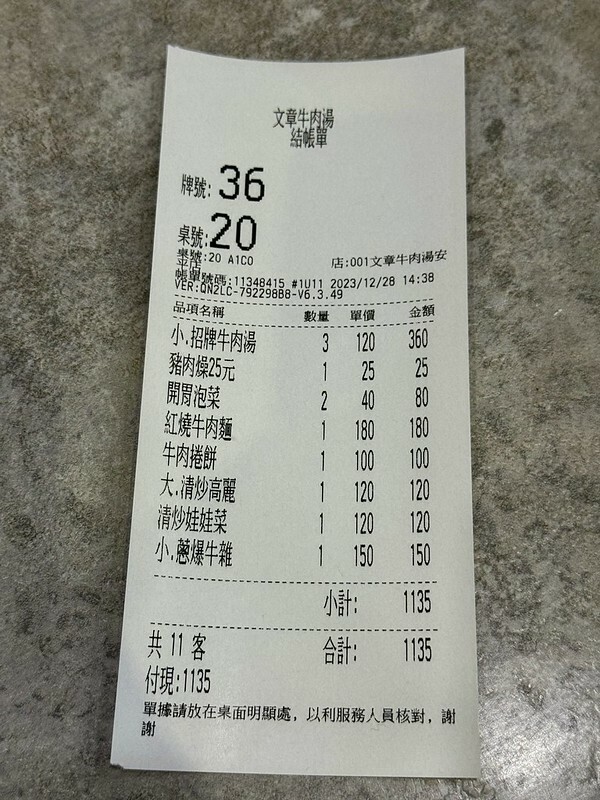 文章牛肉湯
結帳單
牌號: 36
桌號:20
桌號:20 A1CO 店:001文章牛肉湯安
帳單號碼:11348415 #1U11 2023/12/28 14:38
VER:QN2LC-792298B8-V6.3.49
品項名稱 數量 單價 金額
小.招牌牛肉湯 3 120 360
豬肉燥25元 1 25 25
開胃泡菜 2 40 80
紅燒牛肉麵 1 180 180
牛肉捲餅 1 100 100
大.清炒高麗 1 120 120
清炒娃娃菜 1 120 120
小.蔥爆牛雜 1 150 150
小計: 1135
共 11 客 合計: 1135
付現:1135
單據請放在桌面明顯處, 以利服務人員核對, 謝
謝